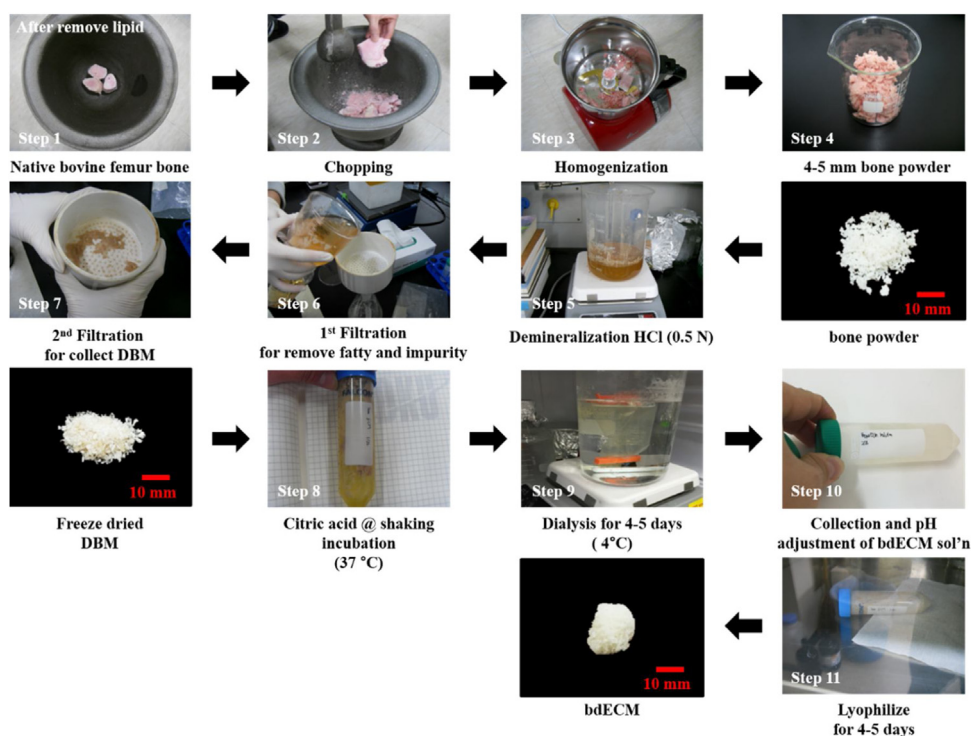 After remove lipid
Step 1
Native bovine femur bone
Step 2
Chopping
Step 3
Homogenization
Step 4
4-5 mm bone powder
10 mm
bone powder
Step 5
Demineralization HCl (0.5 N)
Step 6
1st Filtration
for remove fatty and impurity
Step 7
2nd Filtration
for collect DBM
10 mm
Freeze dried
DBM
Step 8
Citric acid @ shaking
incubation
(37 °C)
Step 9
Dialysis for 4-5 days
( 4°C)
Step 10
Collection and pH
adjustment of bdECM sol'n
Step 11
Lyophilize
for 4-5 days
10 mm
bdECM